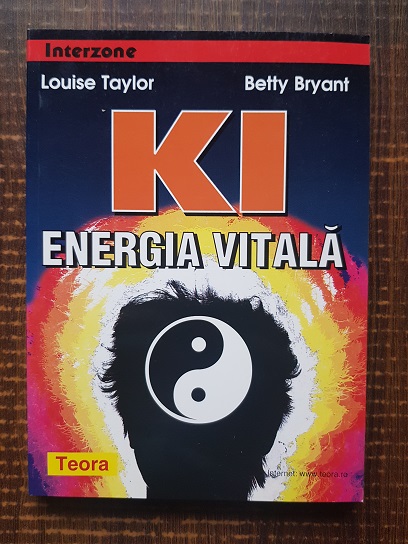 Interzone
Louise Taylor Betty Bryant
KI
ENERGIA VITALĂ
Teora
Internet: www.teora.ro